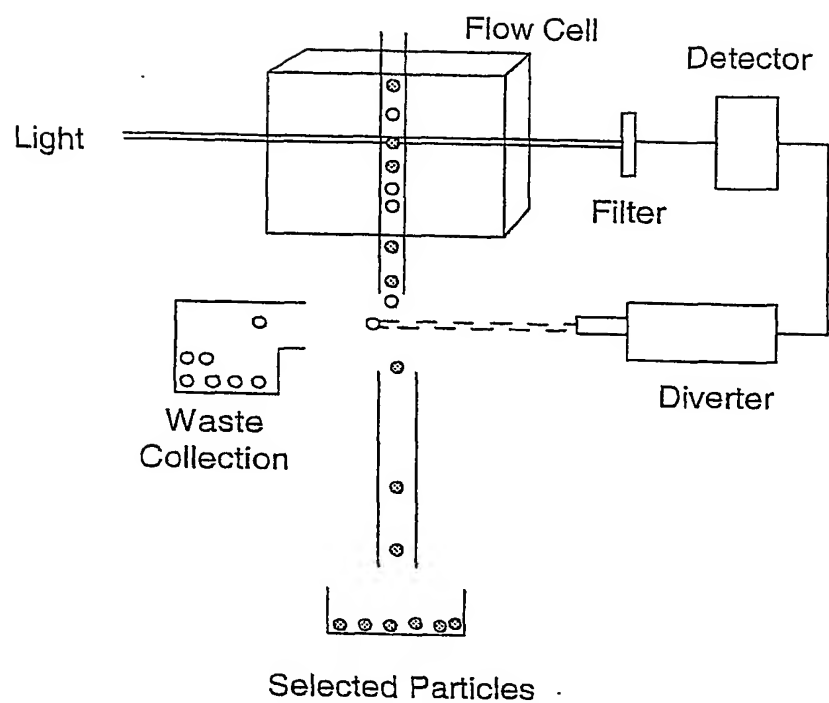 Flow Cell
Detector
Light
Filter
Diverter
Waste
Collection
Selected Particles